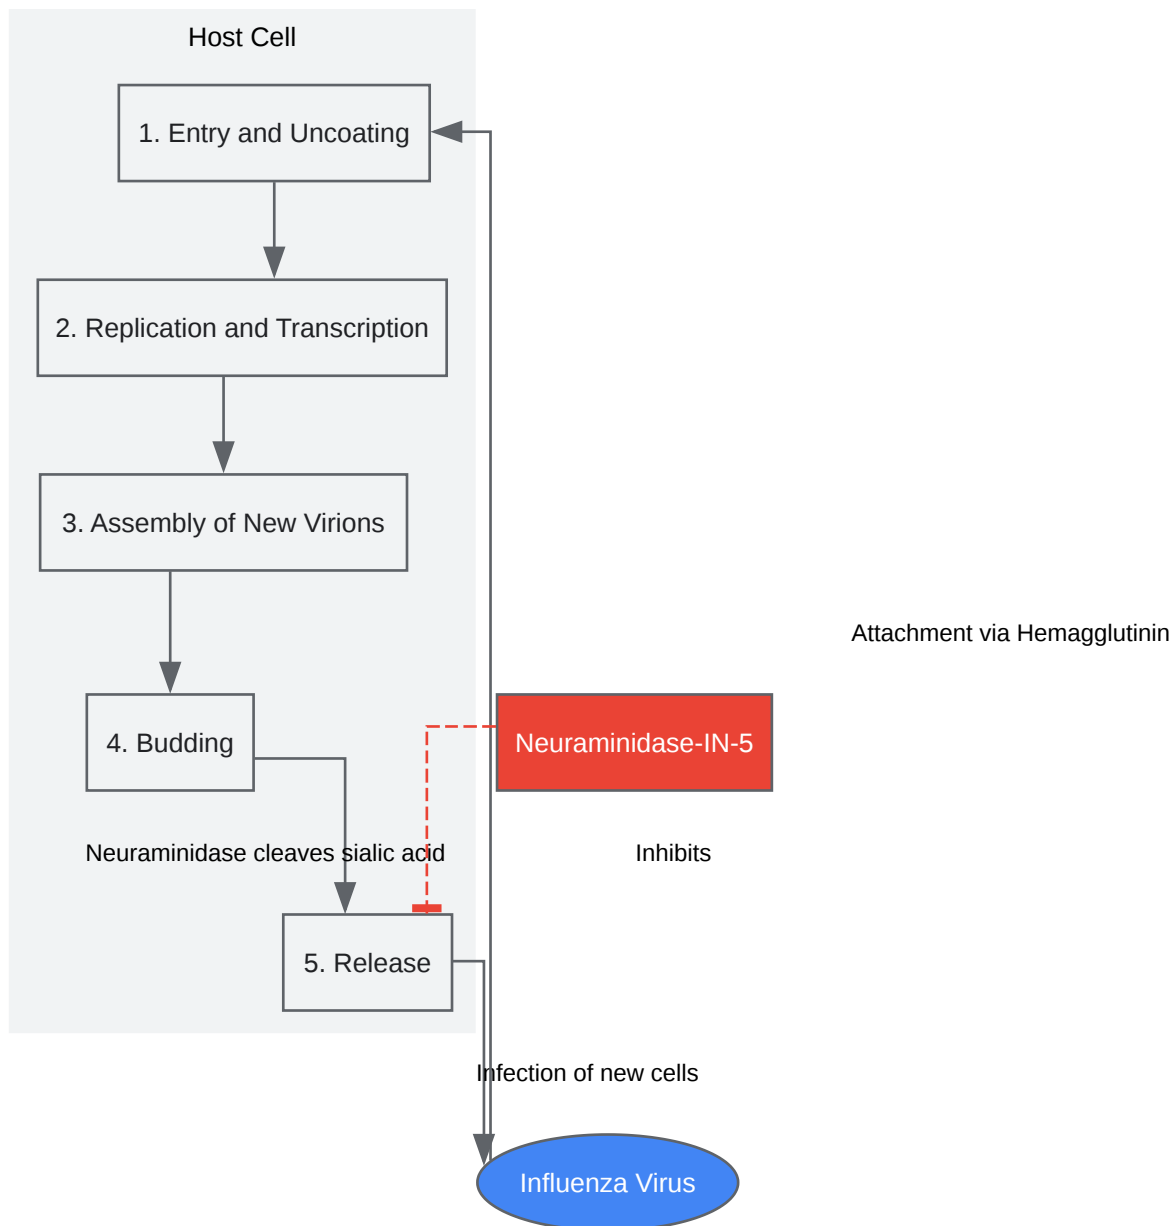 Host Cell
1. Entry and Uncoating
2. Replication and Transcription
3. Assembly of New Virions
Attachment via Hemagglutinin
4. Budding
Neuraminidase-IN-5
Neuraminidase cleaves sialic acid
Inhibits
5. Release
Infection of new cells
Influenza Virus